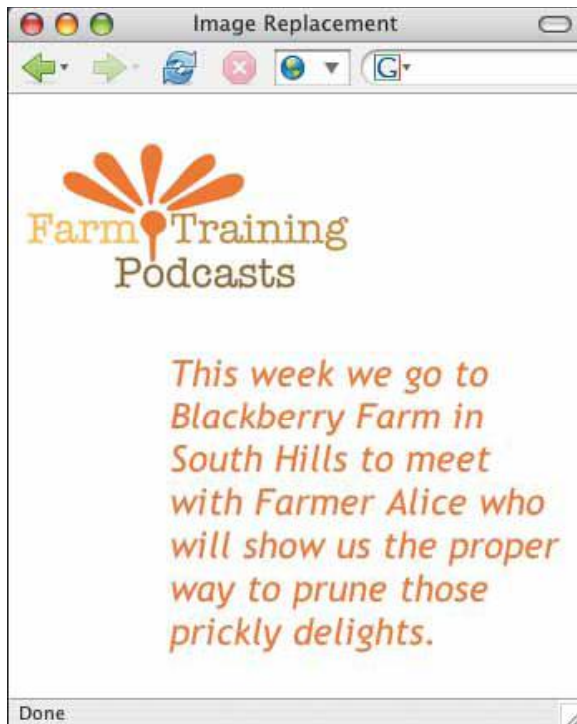 Image Replacement
G
Farm Training
Podcasts
This week we go to
Blackberry Farm in
South Hills to meet
with Farmer Alice who
will show us the proper
way to prune those
prickly delights.
Done